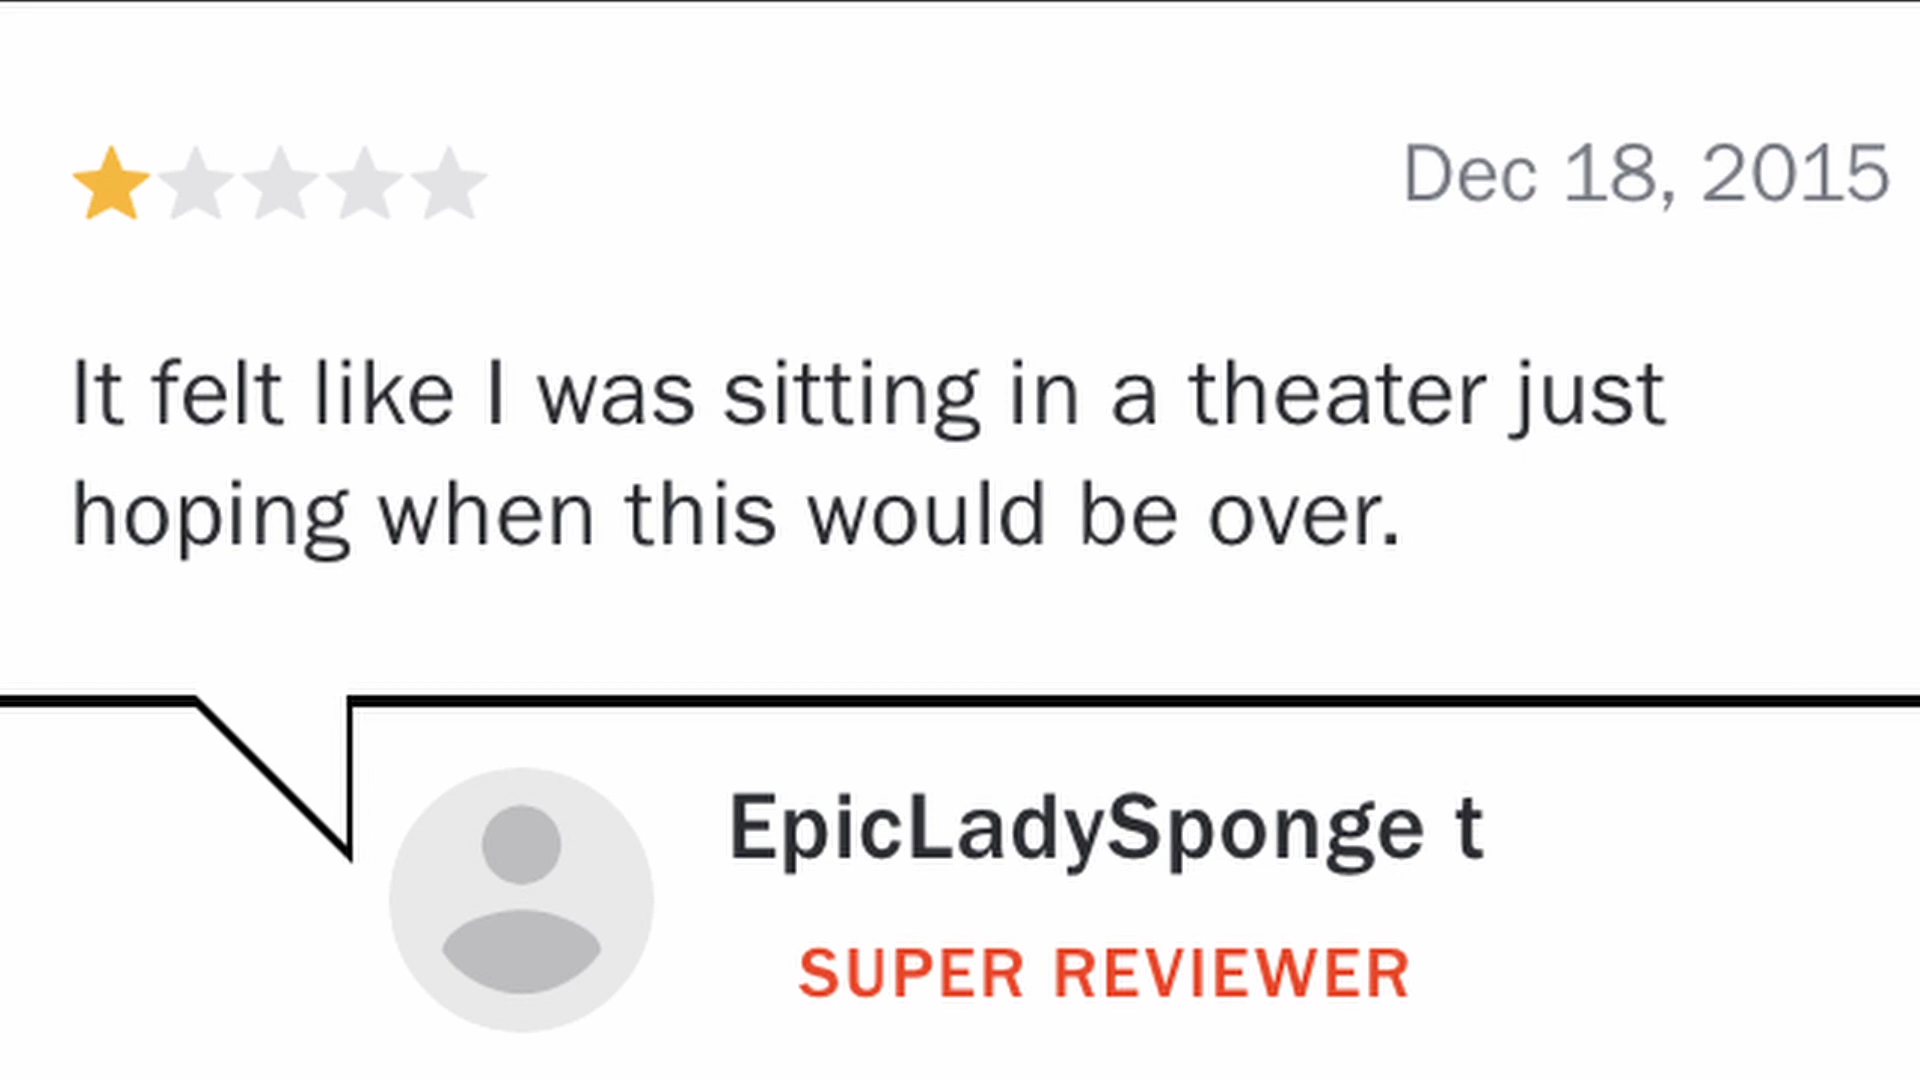 Dec 18, 2015
It felt like I was sitting in a theater just
hoping when this would be over.
EpicLadySponge t
SUPER REVIEWER